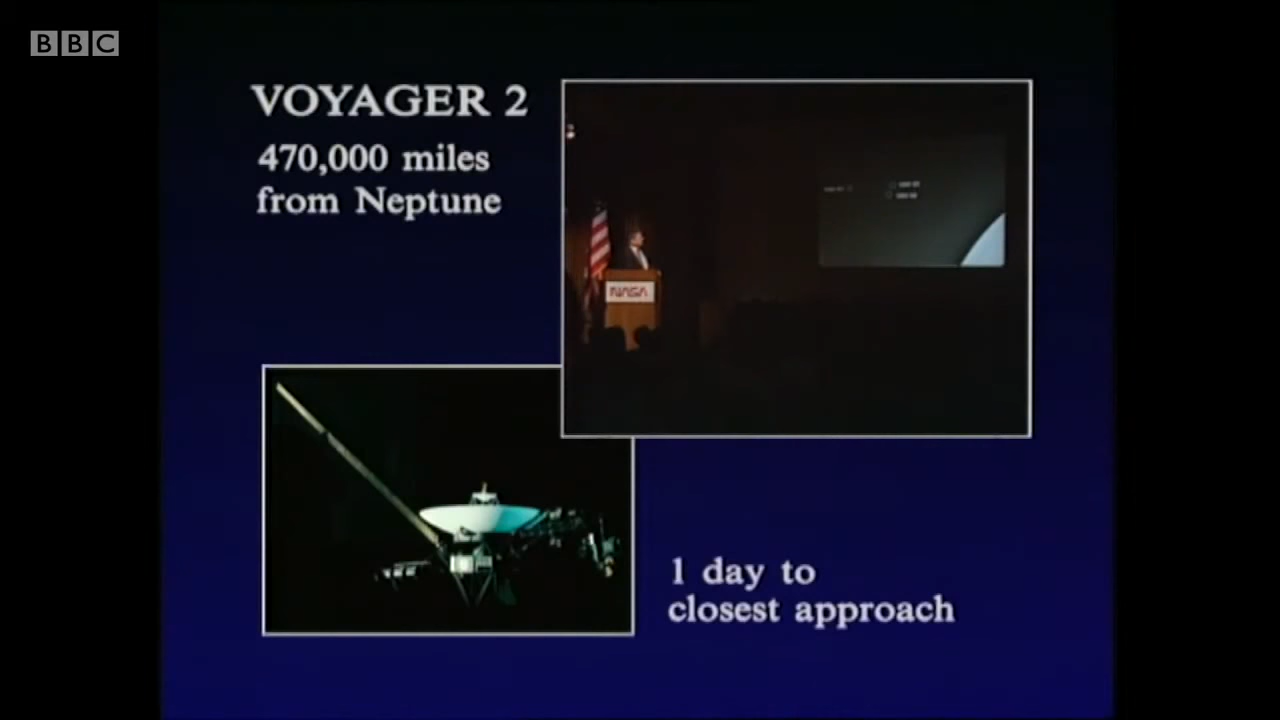 BBC
VOYAGER 2
470,000 miles
from Neptune
NASA
1 day to
closest approach